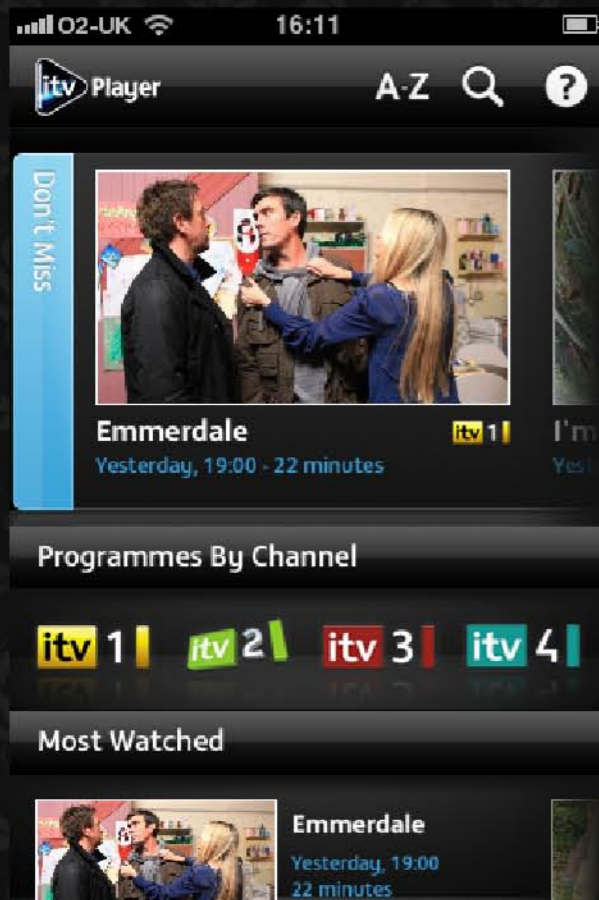 O2-UK 16:11
itv Player A-Z ?
Don't Miss
Emmerdale itv 1 I'm
Yesterday, 19:00 - 22 minutes Yest
Programmes By Channel
itv 1 itv 2 itv 3 itv 4
Most Watched
Emmerdale
Yesterday, 19:00
22 minutes